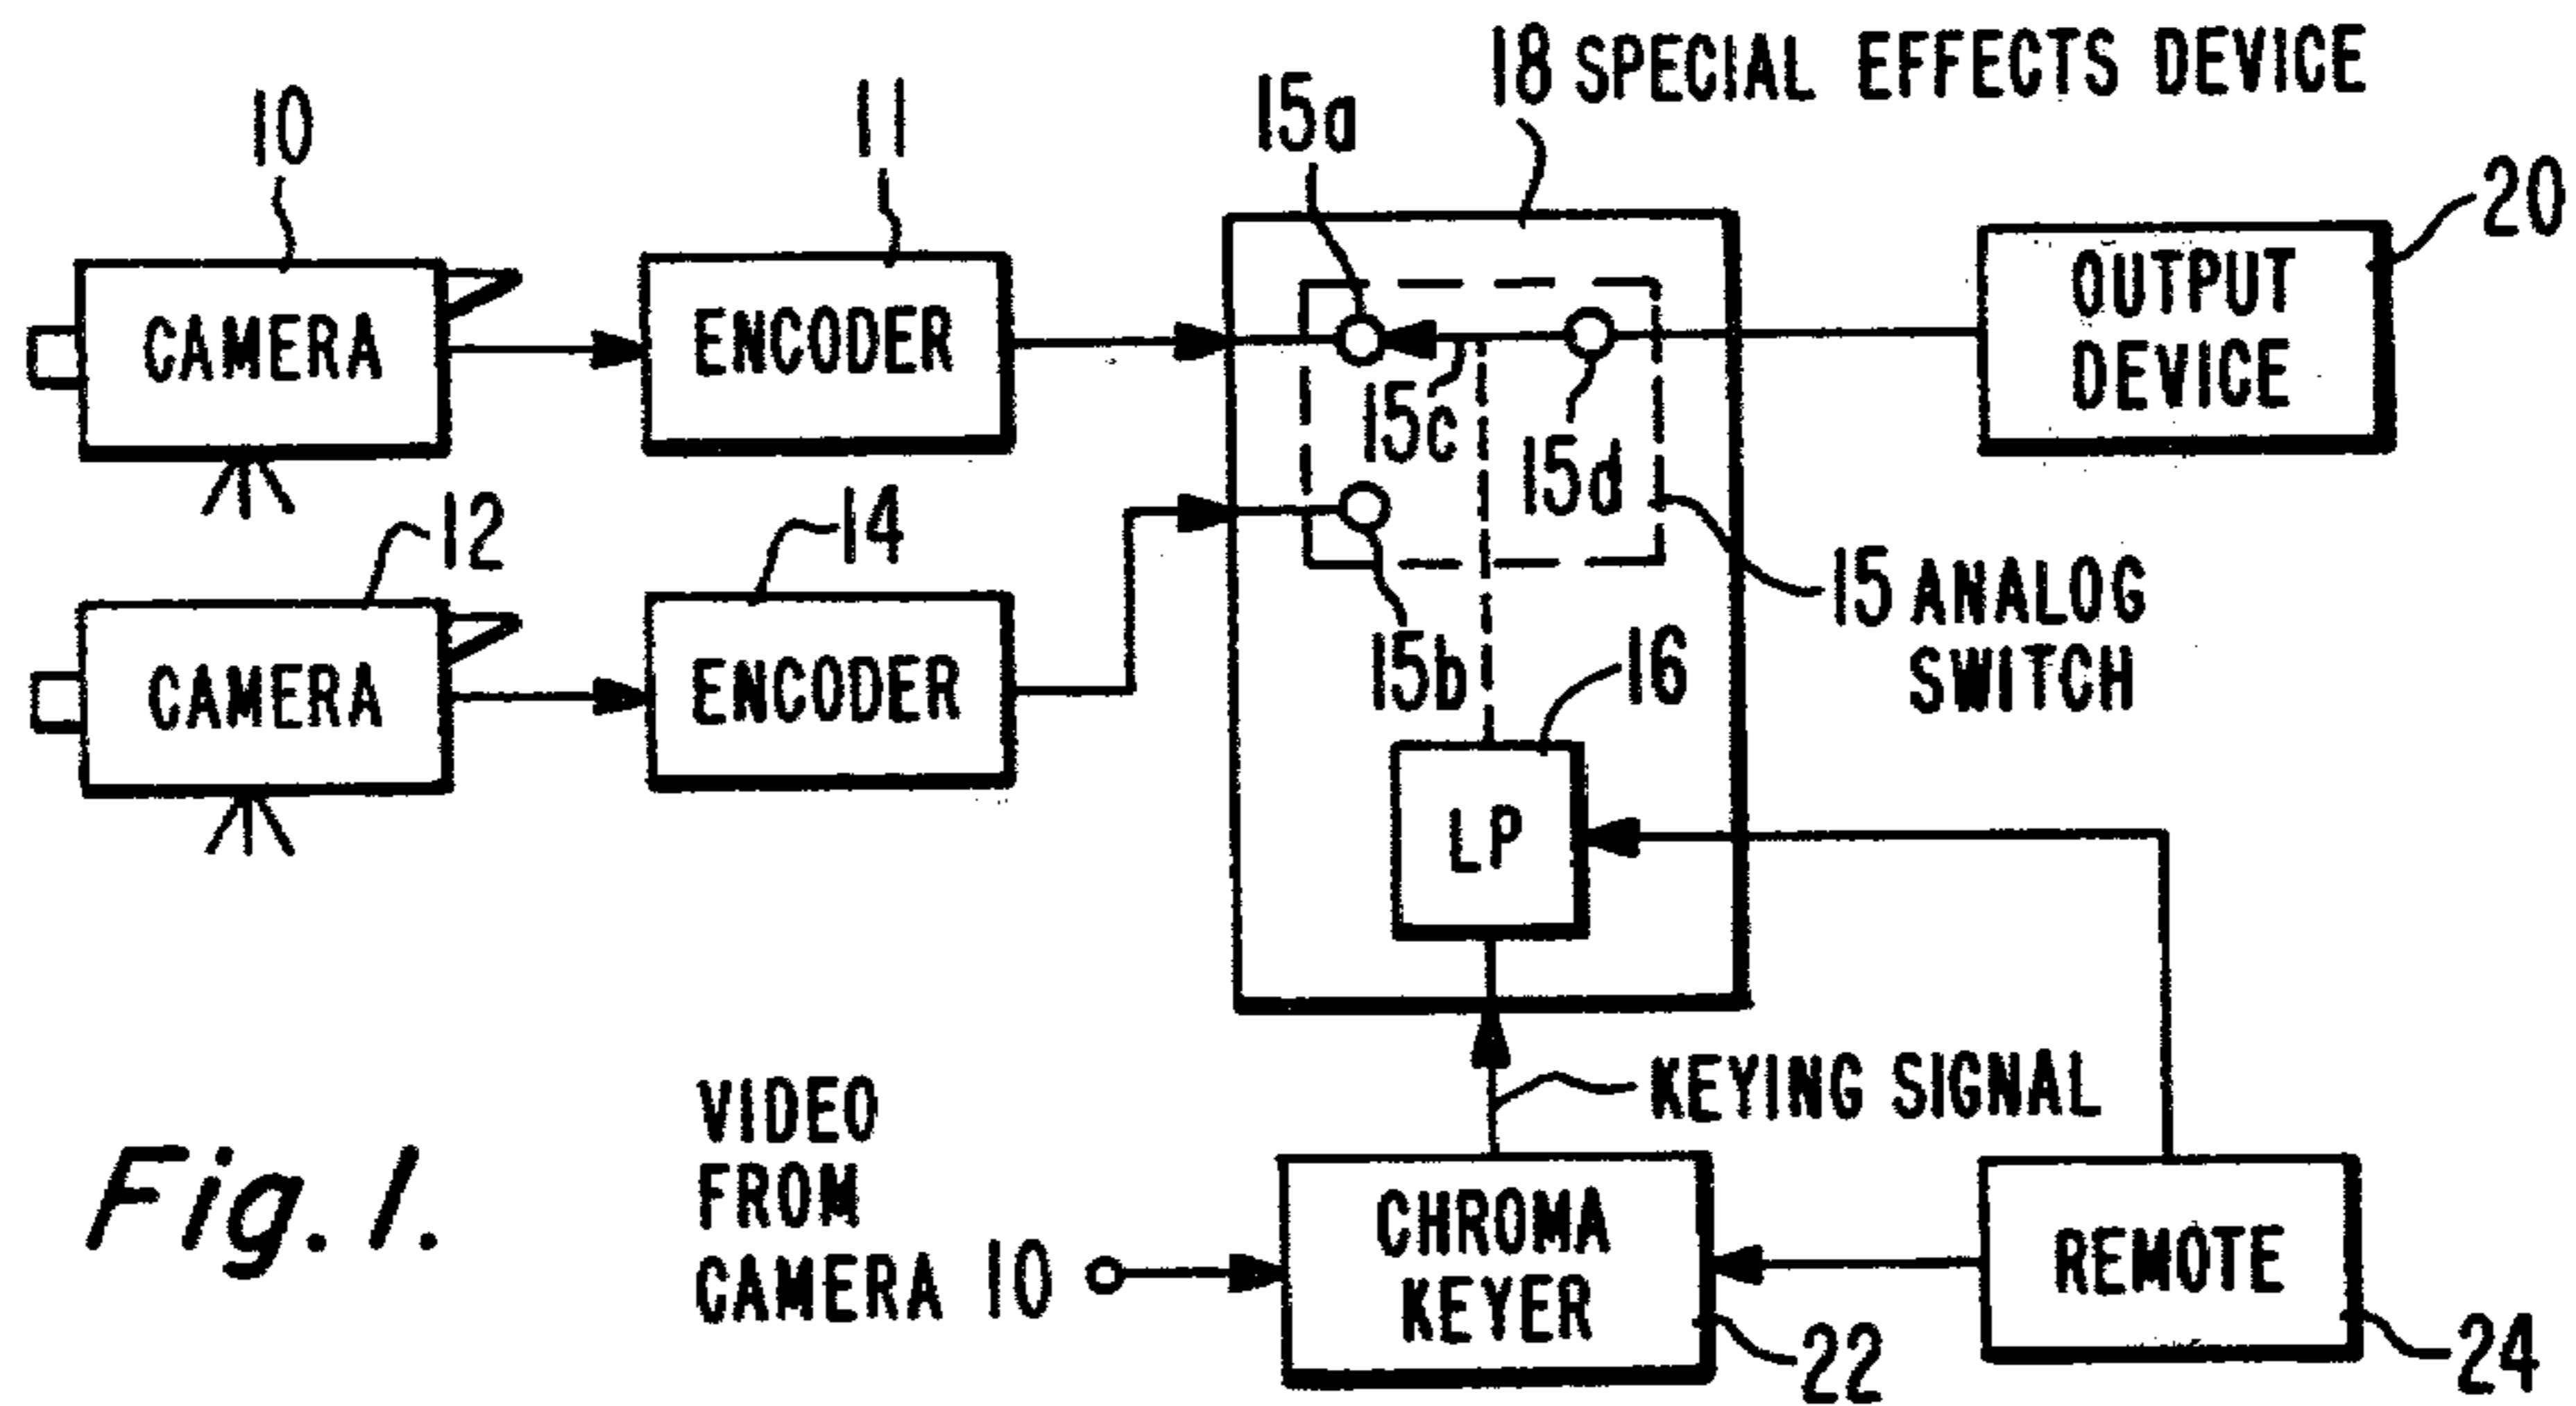 18 SPECIAL EFFECTS DEVICE
10
11
15a
20
CAMERA
ENCODER
OUTPUT
DEVICE
15c
15d
12
14
15 ANALOG
SWITCH
15b
16
CAMERA
ENCODER
LP
KEYING SIGNAL
VIDEO
FROM
CAMERA 10
CHROMA
KEYER
REMOTE
22
24
Fig. 1.